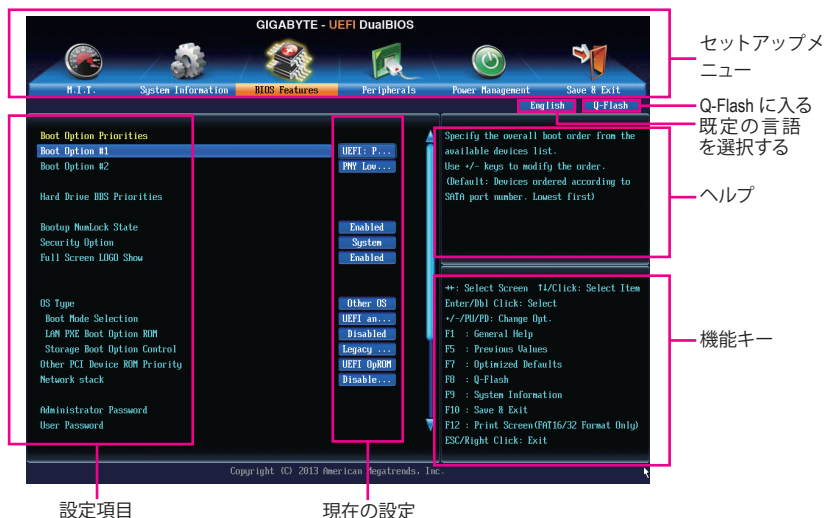 GIGABYTE - UEFI DualBIOS
M.I.T.
System Information
BIOS Features
Peripherals
Power Management
Save & Exit
セットアップメ
ニュー
English
Q-Flash
Q-Flash に入る
既定の言語
を選択する
Boot Option Priorities
Boot Option #1
UEFI: P...
Boot Option #2
PNY Lov...
Hard Drive BBS Priorities
Bootup NumLock State
Enabled
Security Option
System
Full Screen LOGO Show
Enabled
OS Type
Other OS
Boot Mode Selection
UEFI an...
LAN PXE Boot Option ROM
Disabled
Storage Boot Option Control
Legacy ...
Other PCI Device ROM Priority
UEFI OpROM
Network stack
Disable...
Administrator Password
User Password
Specify the overall boot order from the
available devices list.
Use +/- keys to modify the order.
(Default: Devices ordered according to
SATA port number. Lowest first)
ヘルプ
→←: Select Screen ↑↓/Click: Select Item
Enter/Dbl Click: Select
+/-/PU/PD: Change Opt.
F1 : General Help
F5 : Previous Values
F7 : Optimized Defaults
F8 : Q-Flash
F9 : System Information
F10 : Save & Exit
F12 : Print Screen(FAT16/32 Format Only)
ESC/Right Click: Exit
機能キー
Copyright (C) 2013 American Megatrends, Inc.
設定項目
現在の設定